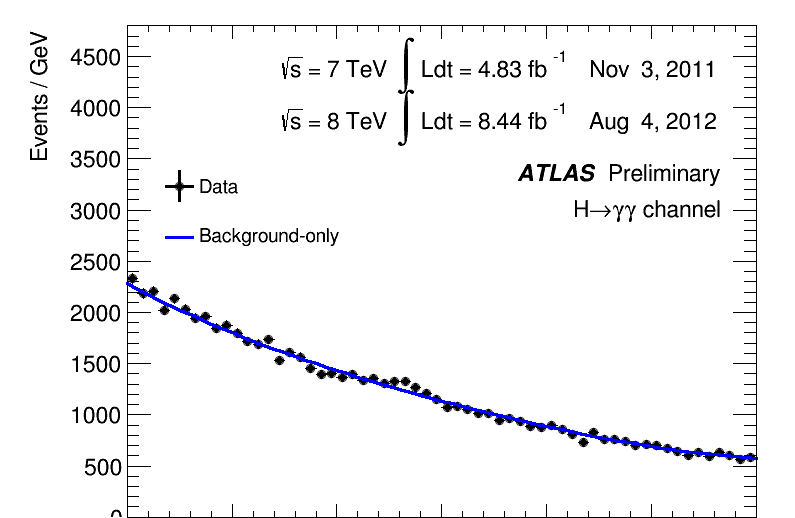 Events / GeV
4500
4000
3500
3000
2500
2000
1500
1000
500
0
√s = 7 TeV ∫ Ldt = 4.83 fb⁻¹ Nov 3, 2011
√s = 8 TeV ∫ Ldt = 8.44 fb⁻¹ Aug 4, 2012
ATLAS Preliminary
H→γγ channel
Data
Background-only